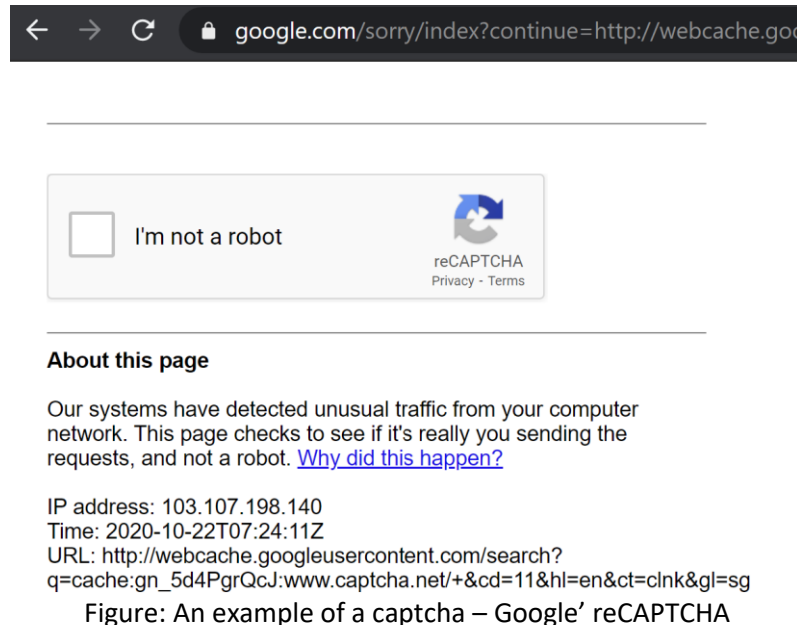 google.com/sorry/index?continue=http://webcache.goo
I'm not a robot
reCAPTCHA
Privacy - Terms
About this page
Our systems have detected unusual traffic from your computer
network. This page checks to see if it's really you sending the
requests, and not a robot. Why did this happen?
IP address: 103.107.198.140
Time: 2020-10-22T07:24:11Z
URL: http://webcache.googleusercontent.com/search?
q=cache:gn_5d4PgrQcJ:www.captcha.net/+&cd=11&hl=en&ct=clnk&gl=sg
Figure: An example of a captcha – Google' reCAPTCHA